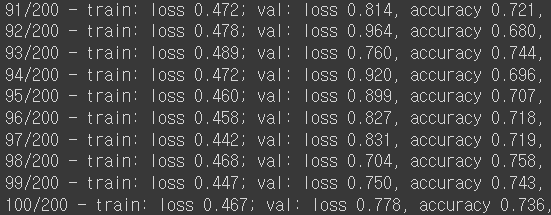 91/200 - train: loss 0.472; val: loss 0.814, accuracy 0.721,
92/200 - train: loss 0.478; val: loss 0.964, accuracy 0.680,
93/200 - train: loss 0.489; val: loss 0.760, accuracy 0.744,
94/200 - train: loss 0.472; val: loss 0.920, accuracy 0.696,
95/200 - train: loss 0.460; val: loss 0.899, accuracy 0.707,
96/200 - train: loss 0.458; val: loss 0.827, accuracy 0.718,
97/200 - train: loss 0.442; val: loss 0.831, accuracy 0.719,
98/200 - train: loss 0.468; val: loss 0.704, accuracy 0.758,
99/200 - train: loss 0.447; val: loss 0.750, accuracy 0.743,
100/200 - train: loss 0.467; val: loss 0.778, accuracy 0.736